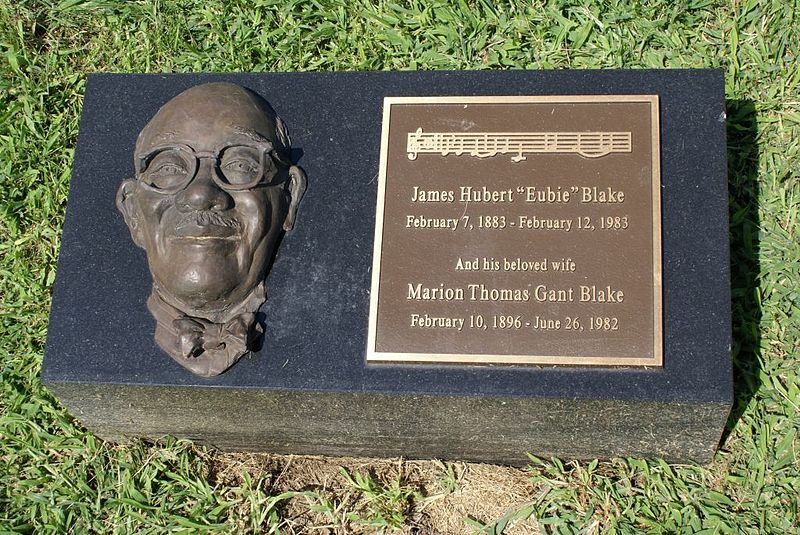 James Hubert "Eubie" Blake
February 7, 1883 - February 12, 1983
And his beloved wife
Marion Thomas Gant Blake
February 10, 1896 - June 26, 1982